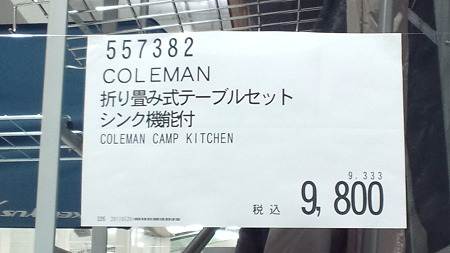 557382
COLEMAN
折り畳み式テーブルセット
シンク機能付
COLEMAN CAMP KITCHEN
9.333
税込 9,800